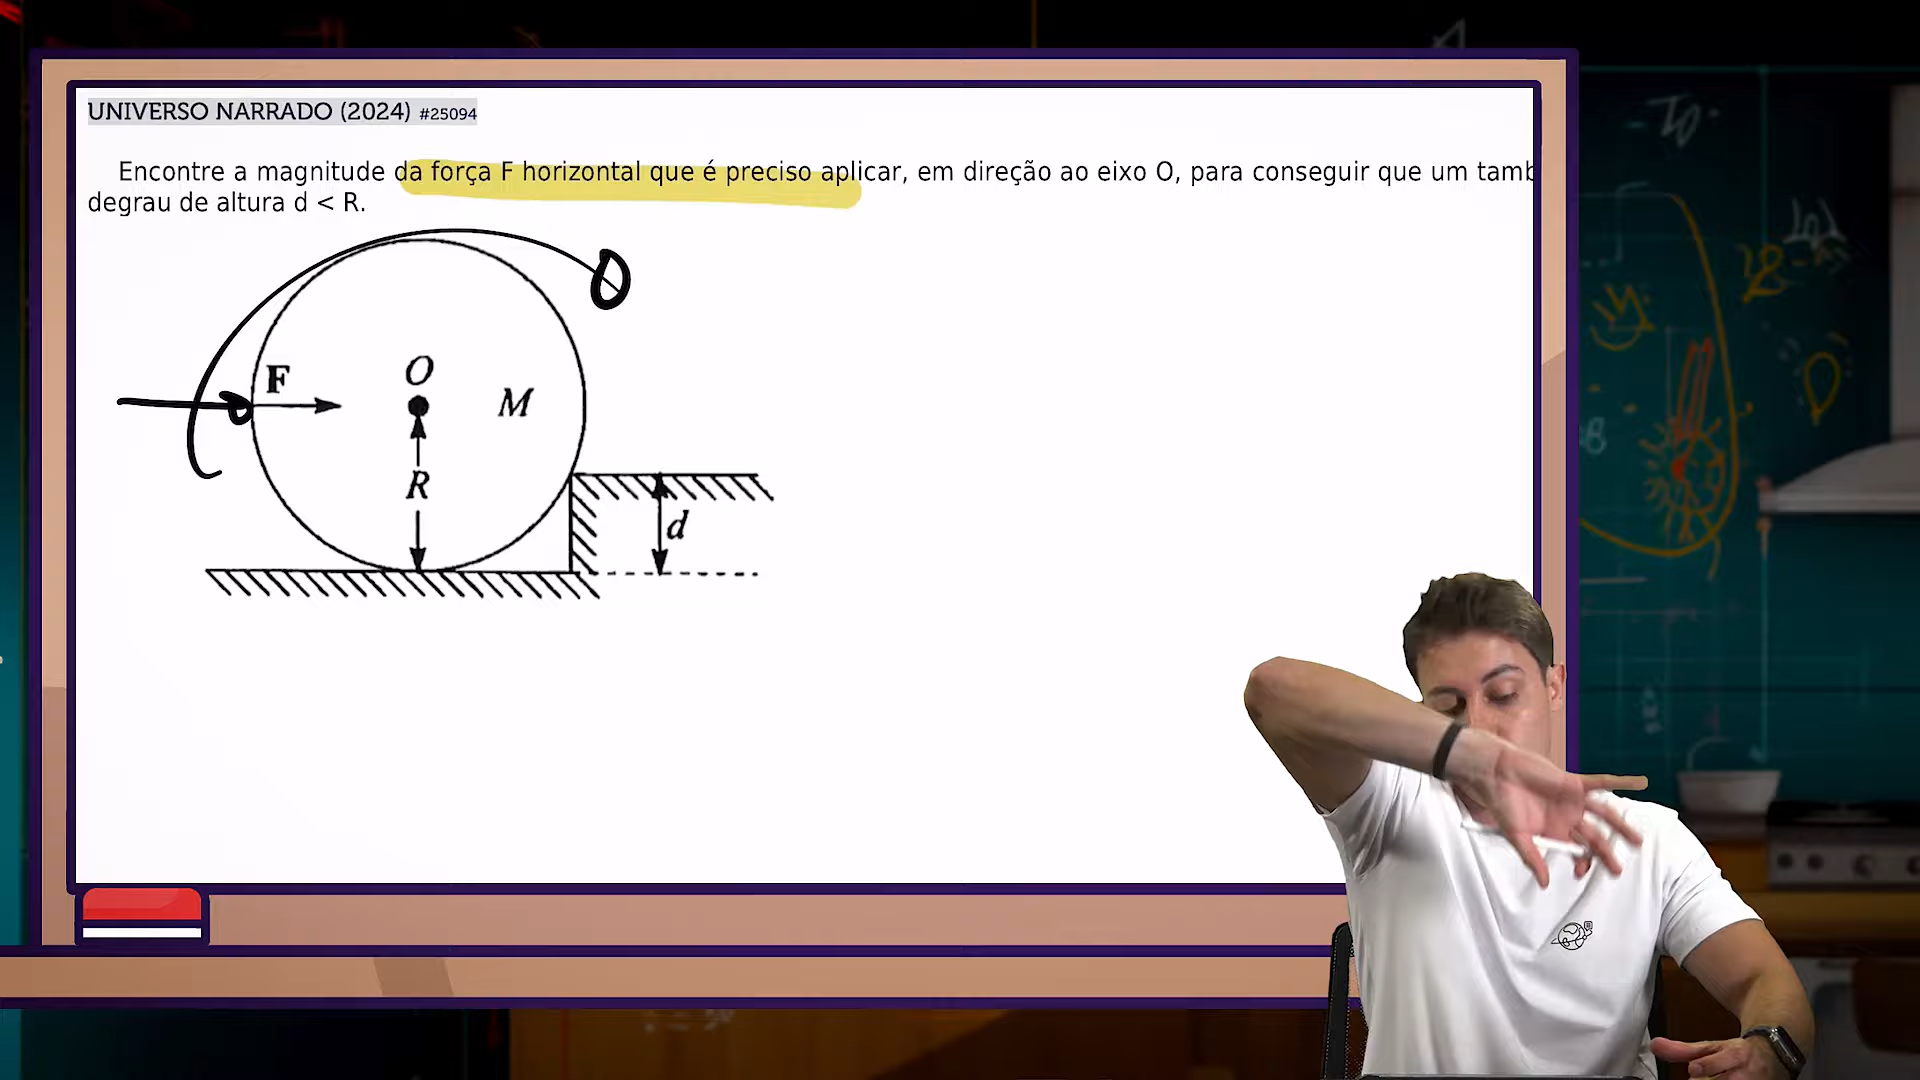 UNIVERSO NARRADO (2024) #25094
Encontre a magnitude da força F horizontal que é preciso aplicar, em direção ao eixo O, para conseguir que um tamb
degrau de altura d < R.
F
O
M
R
d